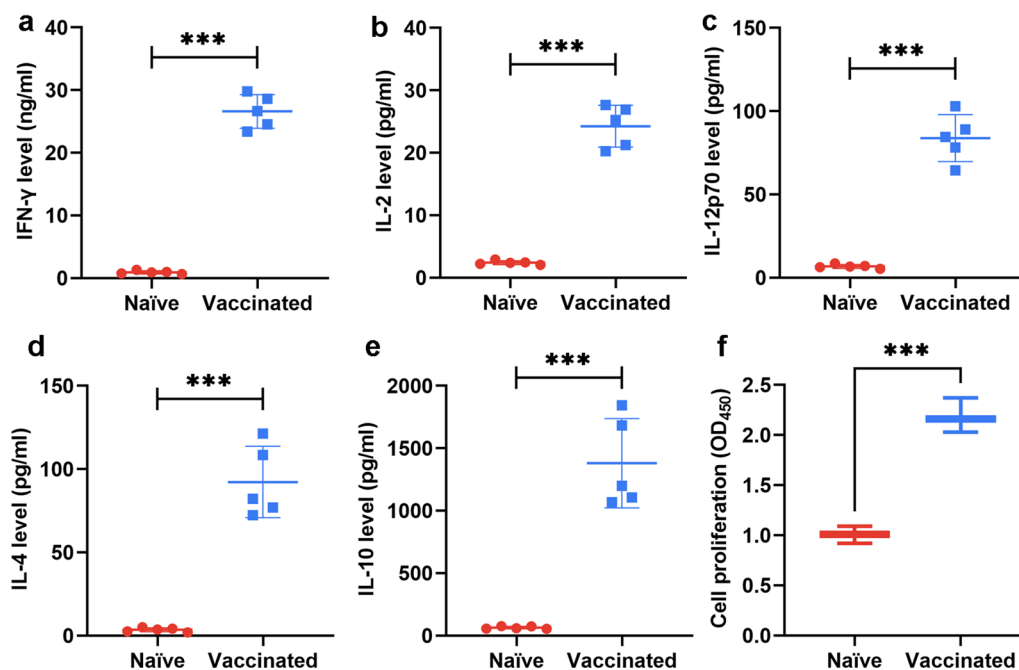 a
IFN-γ level (ng/ml)
40
30
20
10
0
***
Naïve Vaccinated
b
IL-2 level (pg/ml)
40
30
20
10
0
***
Naïve Vaccinated
c
IL-12p70 level (pg/ml)
150
100
50
0
***
Naïve Vaccinated
d
IL-4 level (pg/ml)
150
100
50
0
***
Naïve Vaccinated
e
IL-10 level (pg/ml)
2000
1500
1000
500
0
***
Naïve Vaccinated
f
Cell proliferation (OD₄₅₀)
2.5
2.0
1.5
1.0
0.5
0.0
***
Naïve Vaccinated